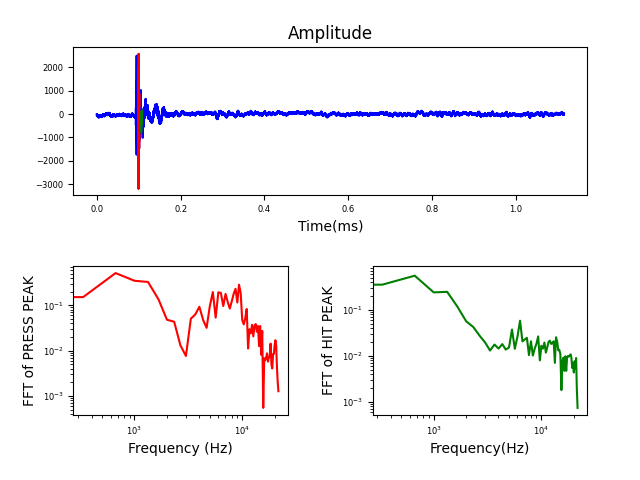 Amplitude
2000
1000
0
−1000
−2000
−3000
0.0 0.2 0.4 0.6 0.8 1.0
Time(ms)
FFT of PRESS PEAK
10⁻¹
10⁻²
10⁻³
10³ 10⁴
Frequency (Hz)
FFT of HIT PEAK
10⁻¹
10⁻²
10⁻³
10³ 10⁴
Frequency(Hz)